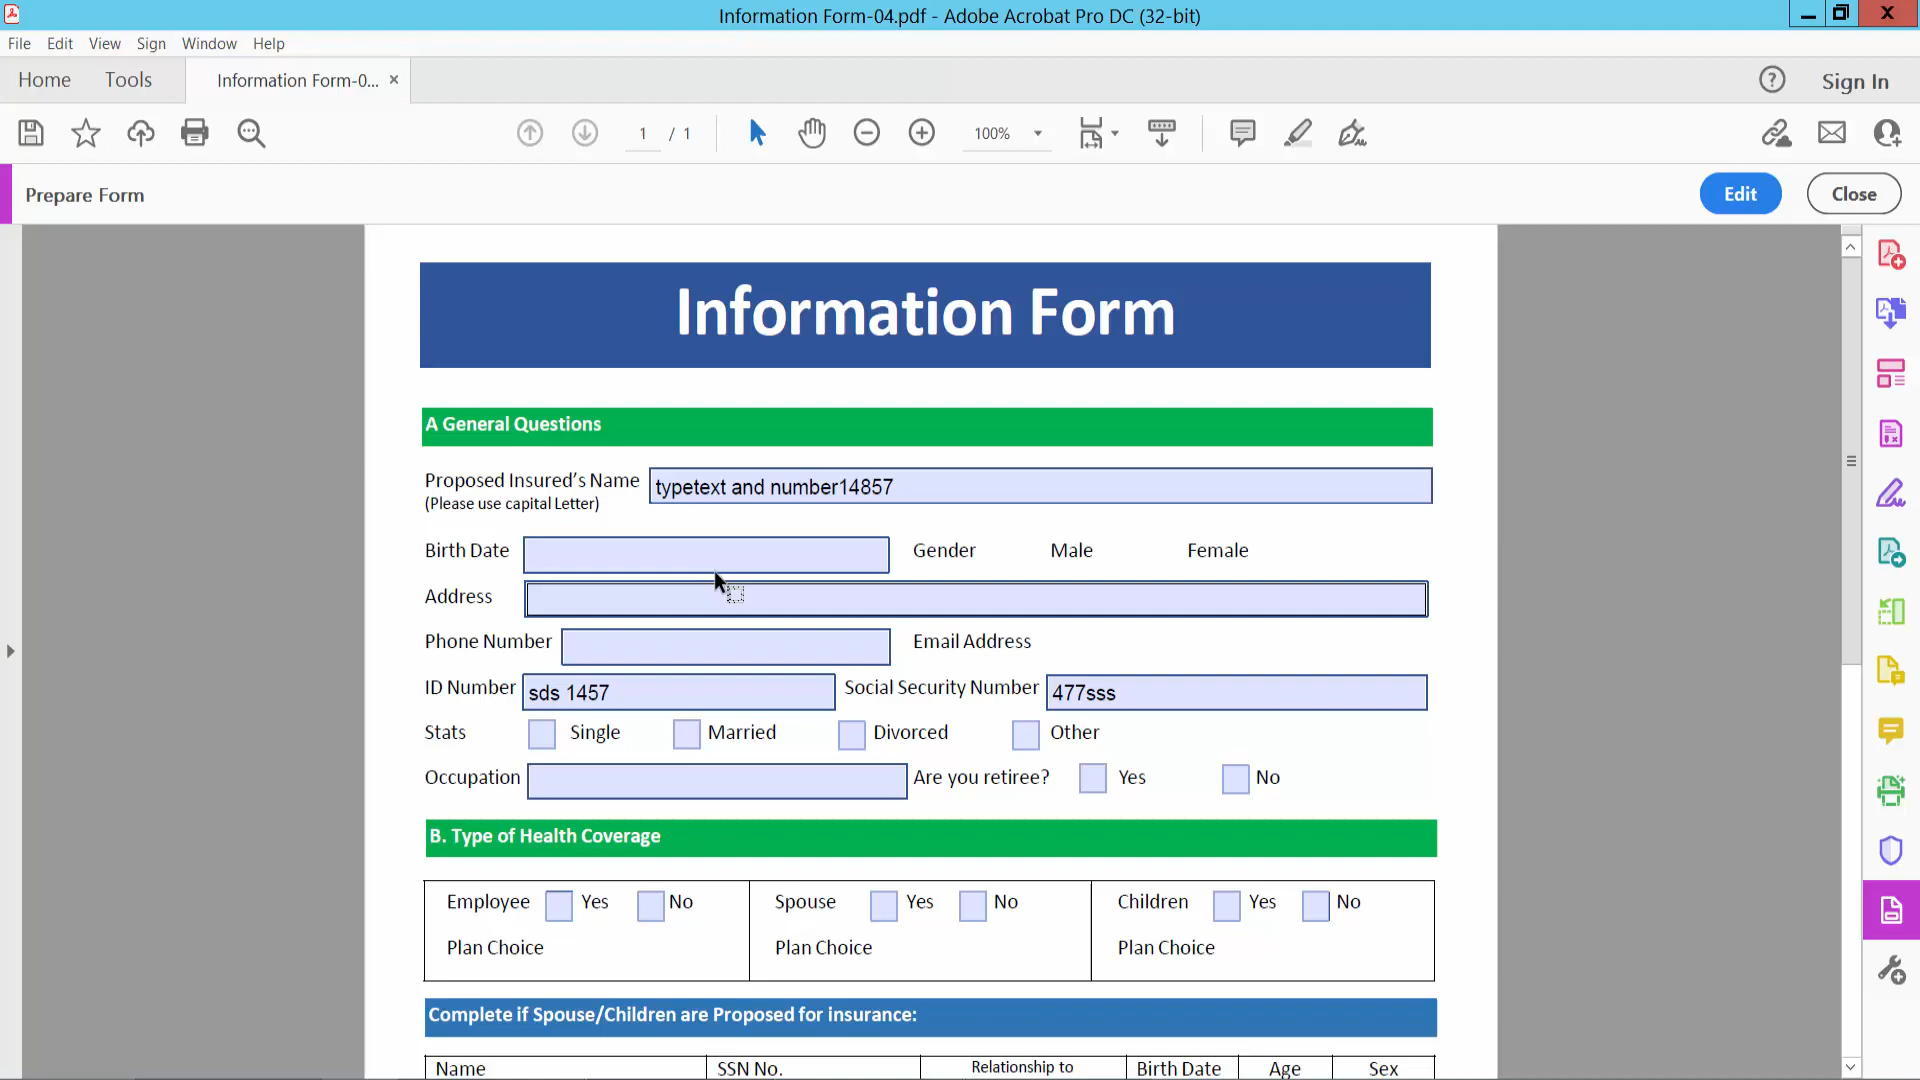 Information Form-04.pdf - Adobe Acrobat Pro DC (32-bit)
File Edit View Sign Window Help
Home Tools Information Form-0... × Sign In
1 / 1 100%
Prepare Form Edit Close
Information Form
A General Questions
Proposed Insured’s Name typetext and number14857
(Please use capital Letter)
Birth Date Gender Male Female
Address
Phone Number Email Address
ID Number sds 1457 Social Security Number 477sss
Stats Single Married Divorced Other
Occupation Are you retiree? Yes No
B. Type of Health Coverage
Employee Yes No Spouse Yes No Children Yes No
Plan Choice Plan Choice Plan Choice
Complete if Spouse/Children are Proposed for insurance:
Name SSN No. Relationship to Birth Date Age Sex